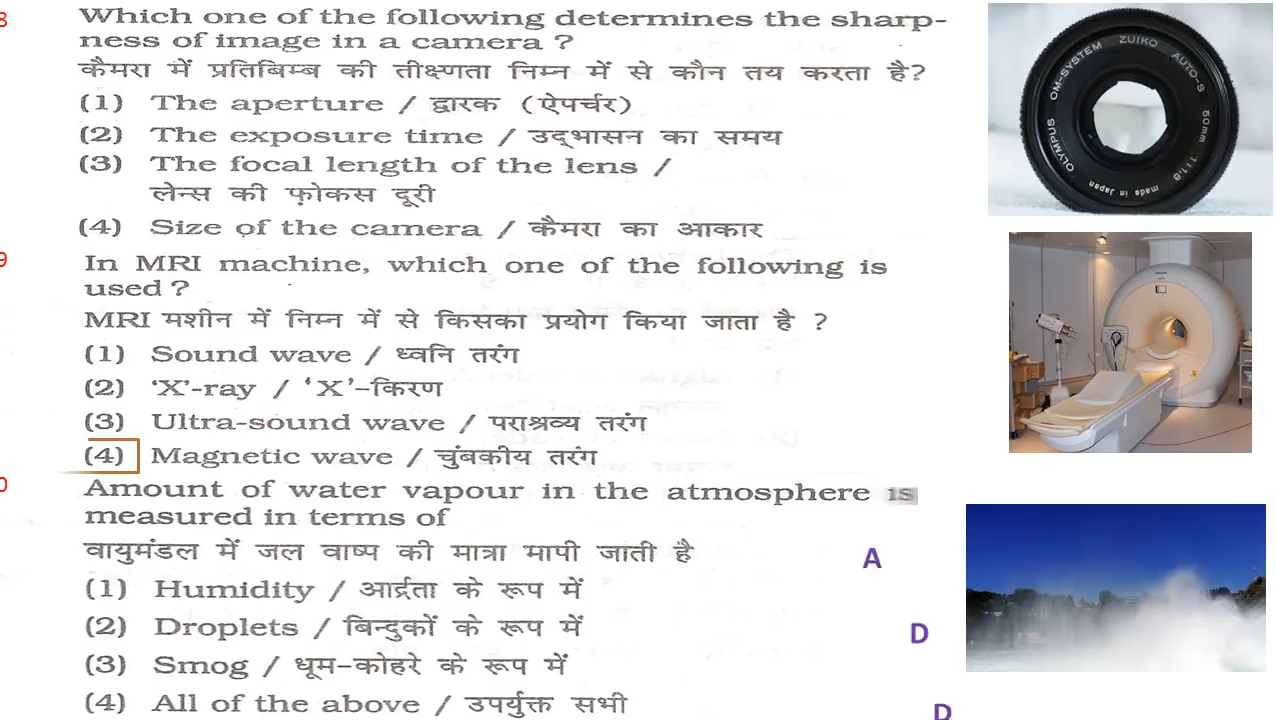 8
Which one of the following determines the sharp-
ness of image in a camera ?
कैमरा में प्रतिबिम्ब की तीक्ष्णता निम्न में से कौन तय करता है?
(1) The aperture / द्वारक (ऐपर्चर)
(2) The exposure time / उद्भासन का समय
(3) The focal length of the lens /
लेन्स की फ़ोकस दूरी
(4) Size of the camera / कैमरा का आकार
9
In MRI machine, which one of the following is
used ?
MRI मशीन में निम्न में से किसका प्रयोग किया जाता है ?
(1) Sound wave / ध्वनि तरंग
(2) 'X'-ray / 'X'-किरण
(3) Ultra-sound wave / पराश्रव्य तरंग
(4) Magnetic wave / चुंबकीय तरंग
0
Amount of water vapour in the atmosphere is
measured in terms of
वायुमंडल में जल वाष्प की मात्रा मापी जाती है
(1) Humidity / आर्द्रता के रूप में
(2) Droplets / बिन्दुकों के रूप में
(3) Smog / धूम-कोहरे के रूप में
(4) All of the above / उपर्युक्त सभी
A
D
D
OLYMPUS OM-SYSTEM ZUIKO AUTO-S 50mm 1:1.8
made in Japan